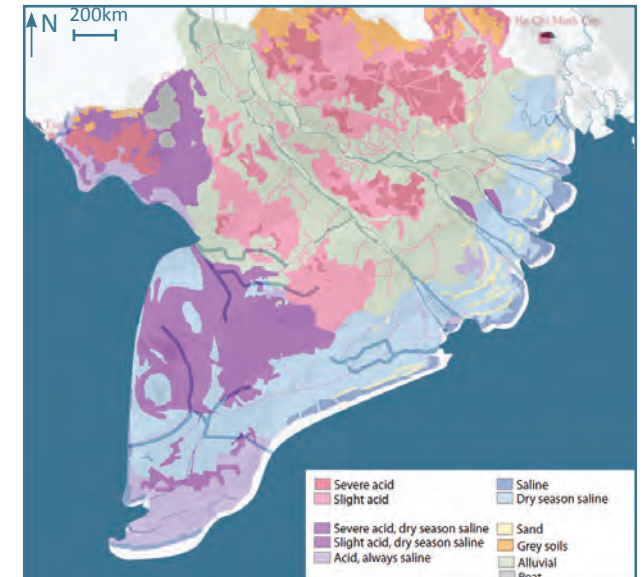 N
200km
Ho Chi Minh City
Severe acid
Slight acid
Severe acid, dry season saline
Slight acid, dry season saline
Acid, always saline
Saline
Dry season saline
Sand
Grey soils
Alluvial
Peat